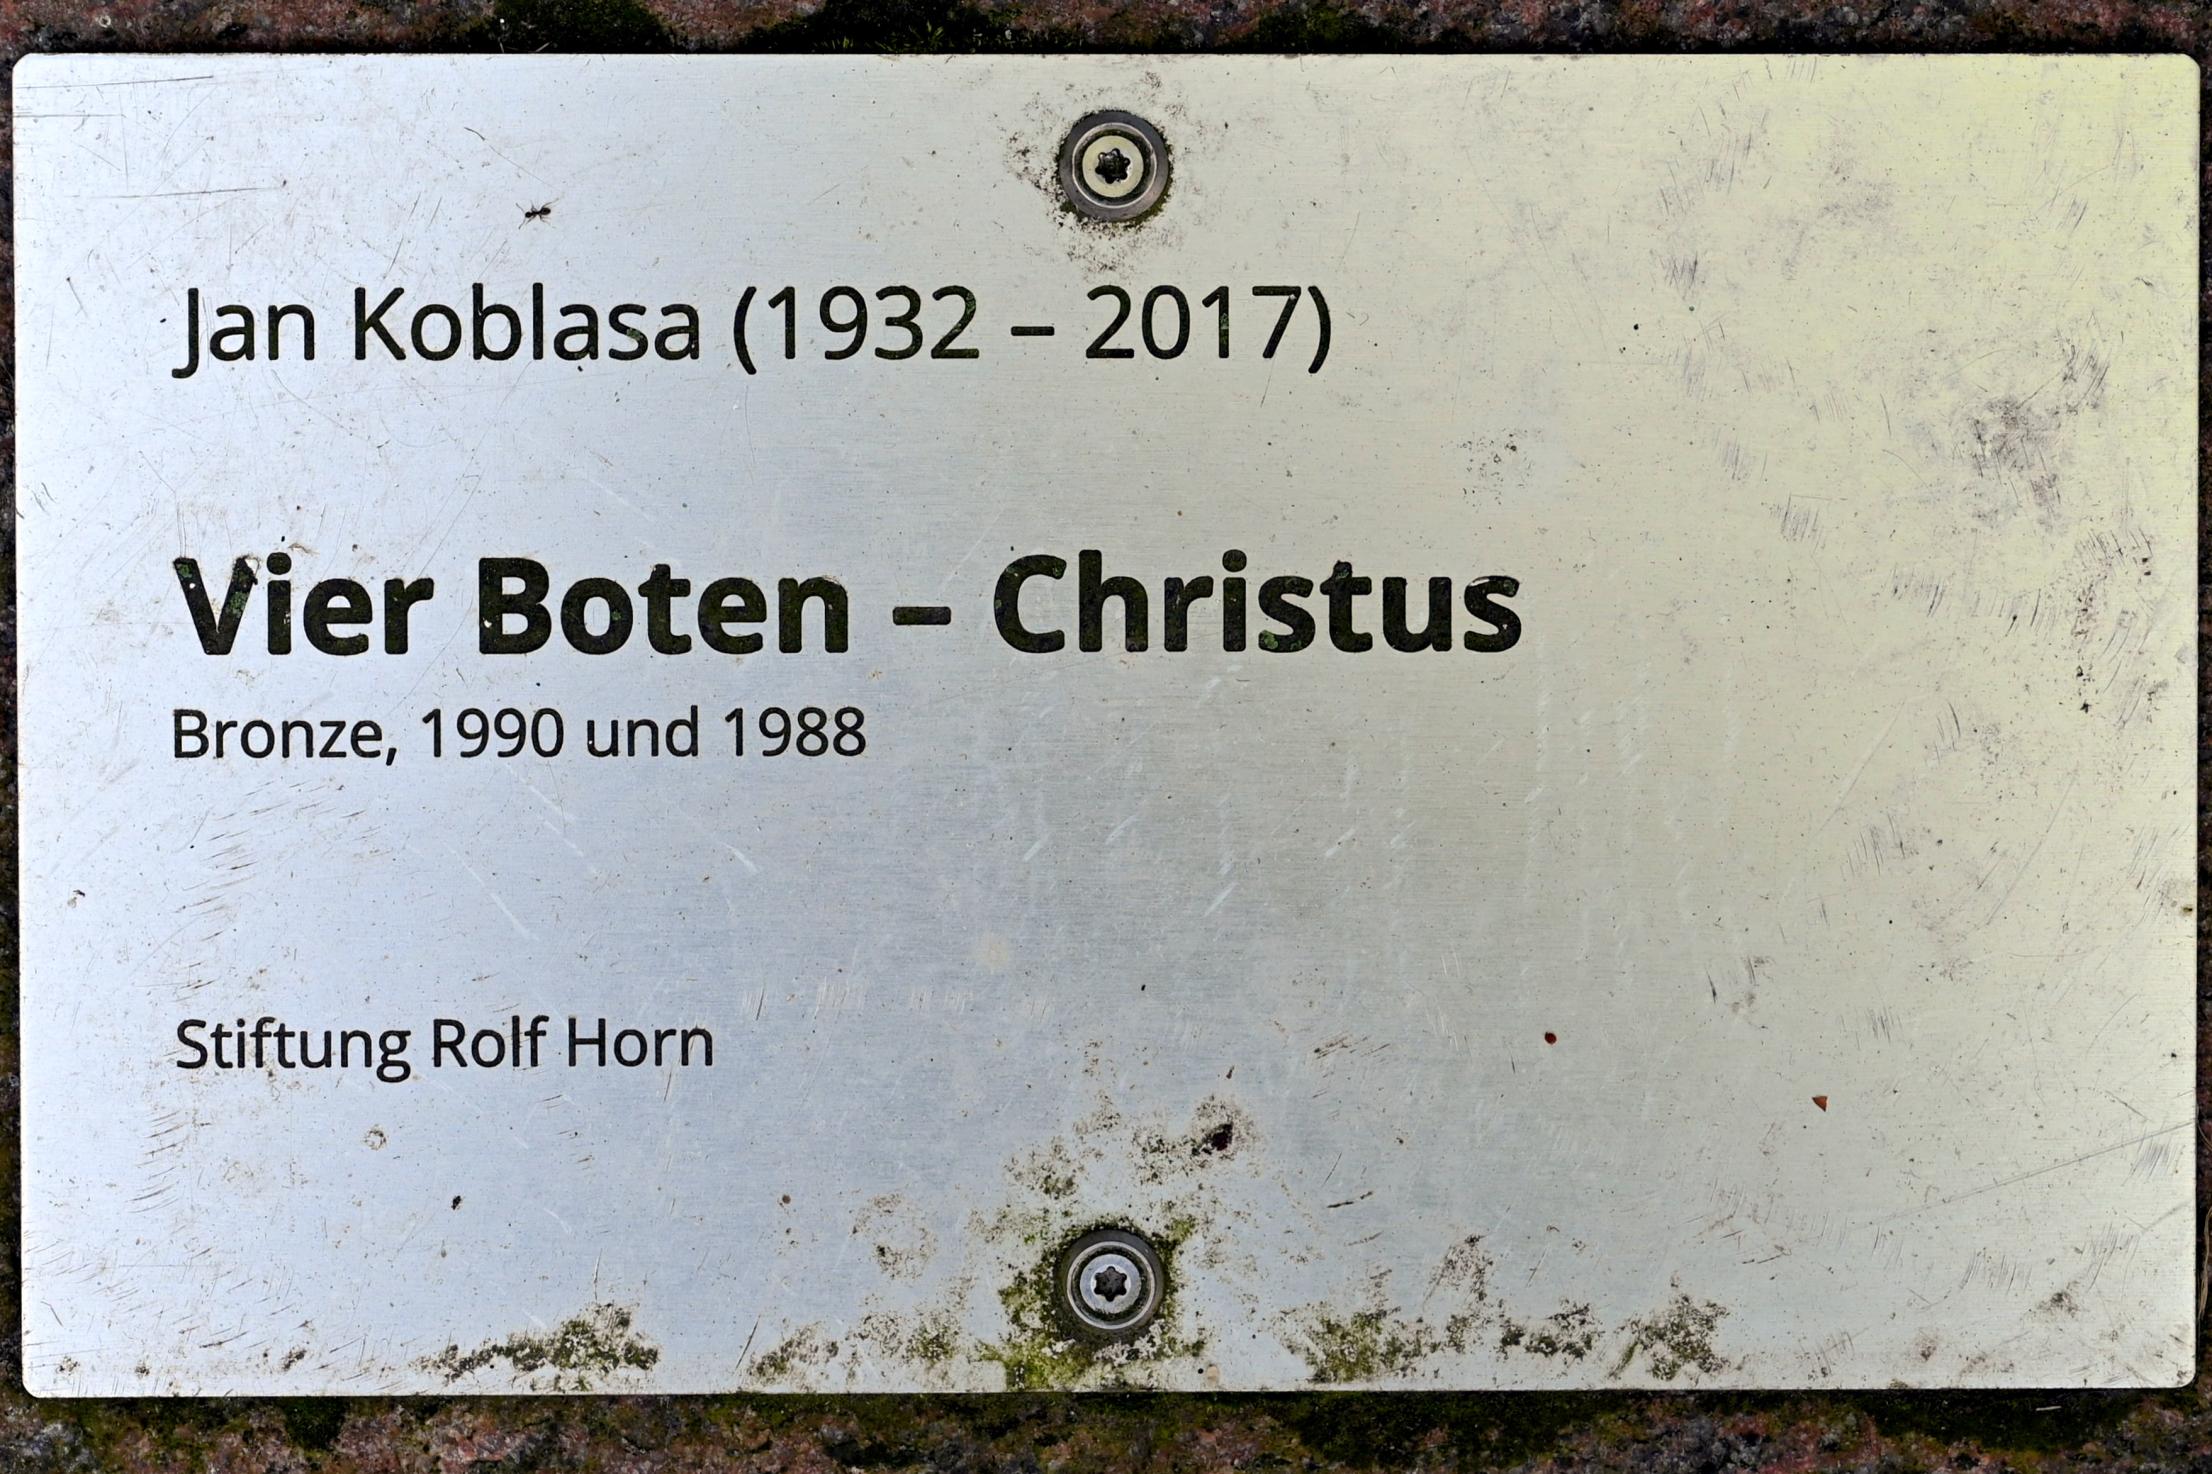 Jan Koblasa (1932 – 2017)
Vier Boten – Christus
Bronze, 1990 und 1988
Stiftung Rolf Horn